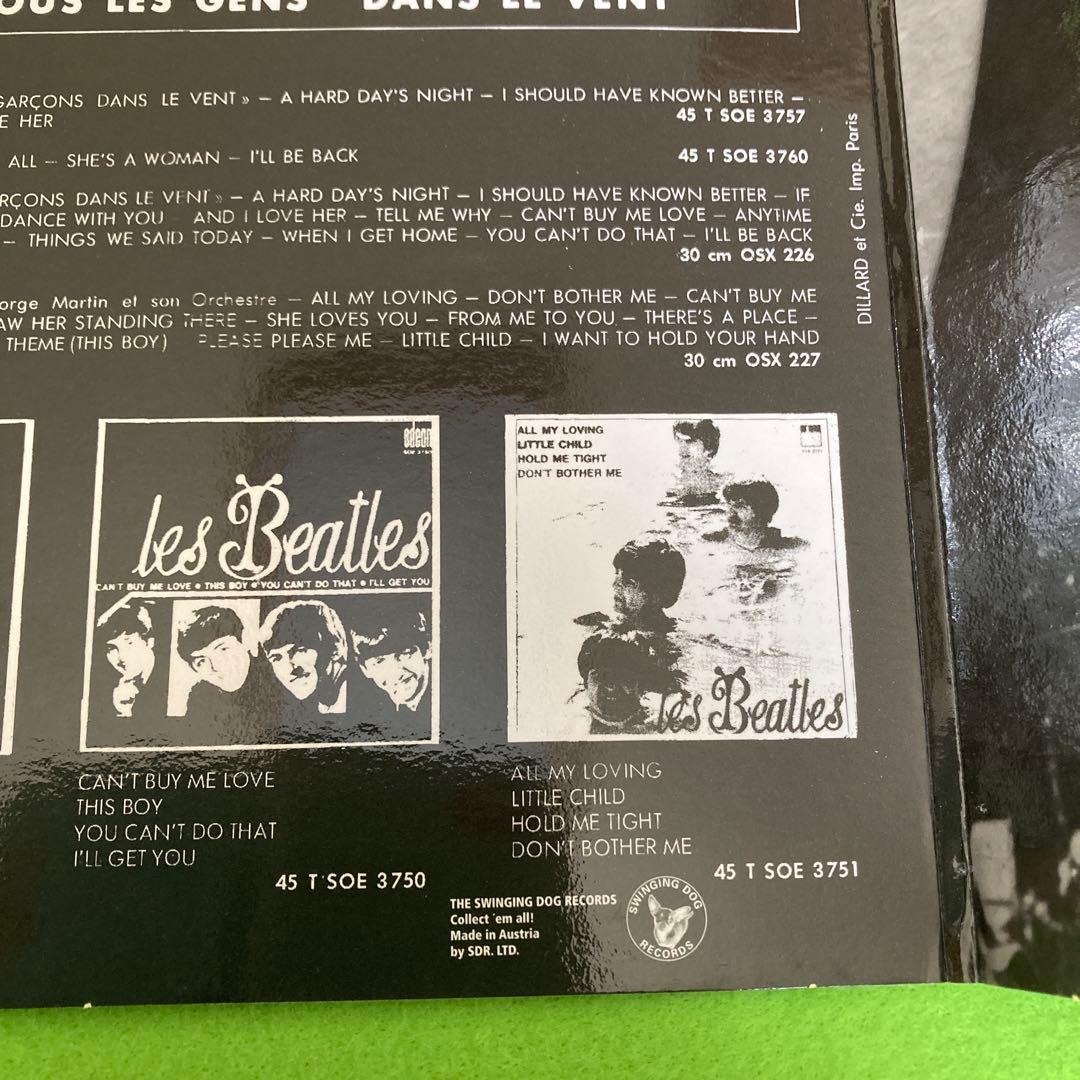 OUS LES GENS DANS LE VENT
GARÇONS DANS LE VENT » — A HARD DAY'S NIGHT — I SHOULD HAVE KNOWN BETTER —
E HER
45 T SOE 3757
ALL — SHE'S A WOMAN — I'LL BE BACK
45 T SOE 3760
RÇONS DANS LE VENT » — A HARD DAY'S NIGHT — I SHOULD HAVE KNOWN BETTER — IF
DANCE WITH YOU AND I LOVE HER — TELL ME WHY — CAN'T BUY ME LOVE — ANYTIME
— THINGS WE SAID TODAY — WHEN I GET HOME — YOU CAN'T DO THAT — I'LL BE BACK
30 cm OSX 226
orge Martin et son Orchestre — ALL MY LOVING — DON'T BOTHER ME — CAN'T BUY ME
AW HER STANDING THERE — SHE LOVES YOU — FROM ME TO YOU — THERE'S A PLACE —
THEME (THIS BOY) PLEASE PLEASE ME — LITTLE CHILD — I WANT TO HOLD YOUR HAND
30 cm OSX 227
DILLARD et Cie. Imp. Paris
odeon
les Beatles
CAN'T BUY ME LOVE • THIS BOY • YOU CAN'T DO THAT • I'LL GET YOU
CAN'T BUY ME LOVE
THIS BOY
YOU CAN'T DO THAT
I'LL GET YOU
45 T SOE 3750
ALL MY LOVING
LITTLE CHILD
HOLD ME TIGHT
DON'T BOTHER ME
les Beatles
ALL MY LOVING
LITTLE CHILD
HOLD ME TIGHT
DON'T BOTHER ME
45 T SOE 3751
THE SWINGING DOG RECORDS
Collect ´em all!
Made in Austria
by SDR. LTD.
SWINGING DOG
RECORDS